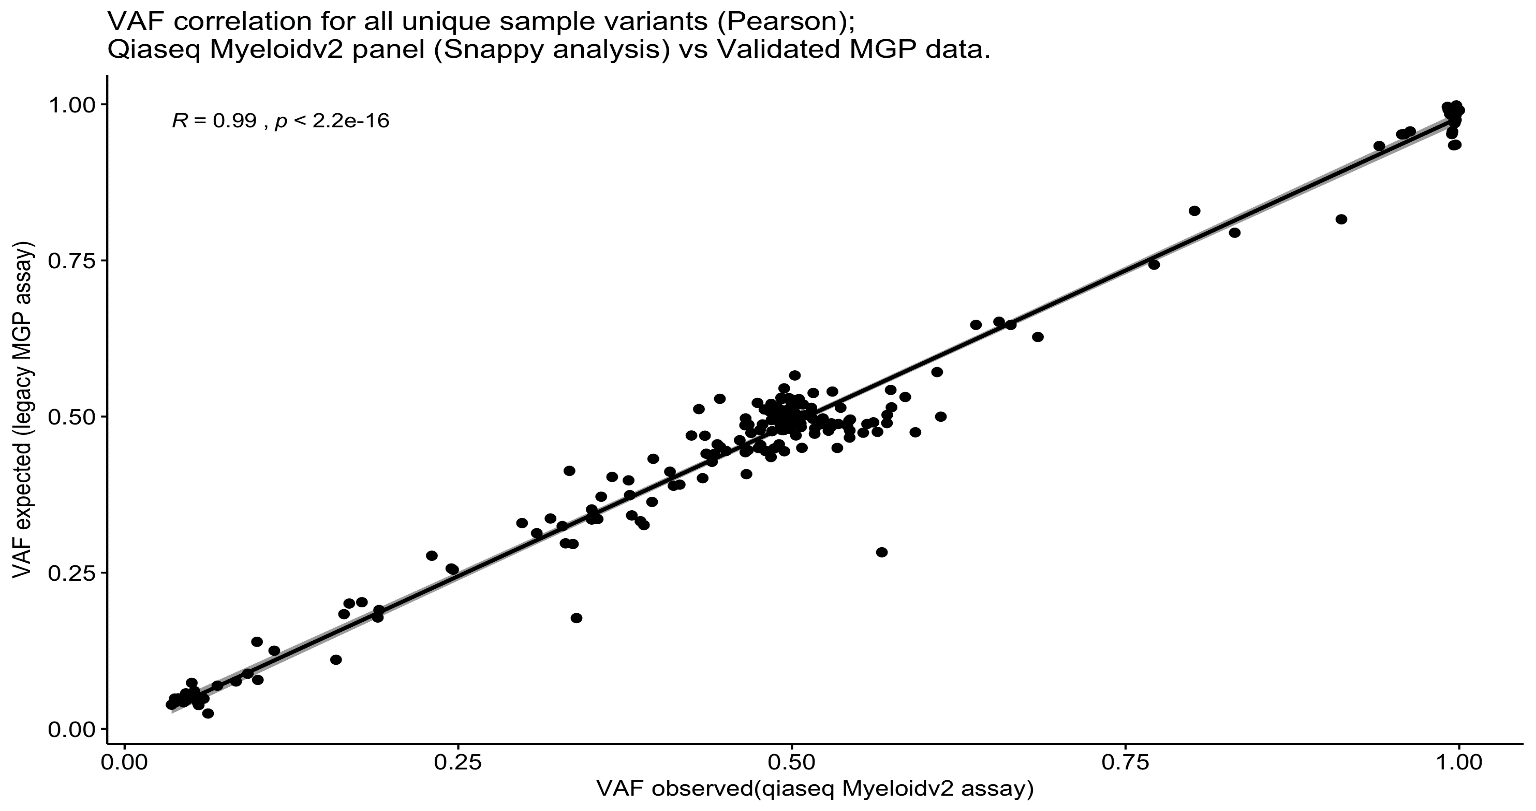 VAF correlation for all unique sample variants (Pearson);
Qiaseq Myeloidv2 panel (Snappy analysis) vs Validated MGP data.
R = 0.99 , p < 2.2e-16
VAF expected (legacy MGP assay)
1.00
0.75
0.50
0.25
0.00
0.00 0.25 0.50 0.75 1.00
VAF observed(qiaseq Myeloidv2 assay)